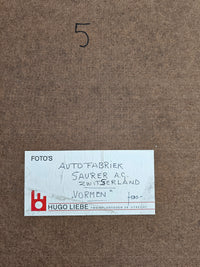 5
FOTO'S
AUTOFABRIEK
SAURER A.G.
ZWITSERLAND
„VORMEN"
HUGO LIEBE